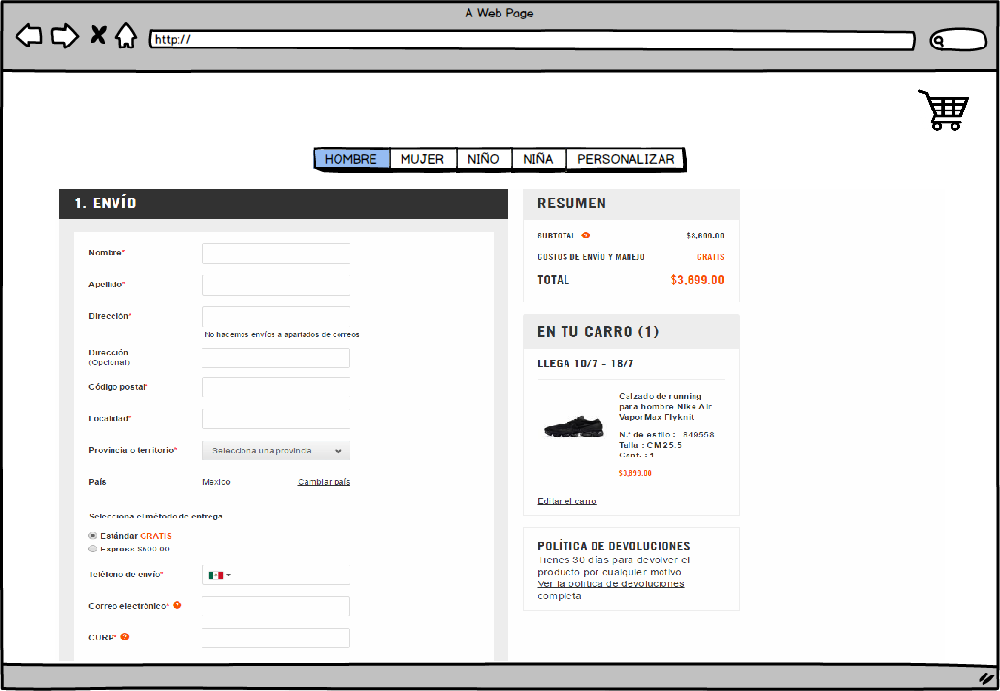 A Web Page
http://
HOMBRE MUJER NIÑO NIÑA PERSONALIZAR
1. ENVÍO
Nombre*
Apellido*
Dirección*
No hacemos envíos a apartados de correos
Dirección
(Opcional)
Código postal*
Localidad*
Provincia o territorio* Selecciona una provincia
País Mexico Cambiar país
Selecciona el método de entrega
Estándar GRATIS
Express $500.00
Teléfono de envío*
Correo electrónico* ?
CURP* ?
RESUMEN
SUBTOTAL ? $3,699.00
COSTOS DE ENVÍO Y MANEJO GRATIS
TOTAL $3,699.00
EN TU CARRO (1)
LLEGA 10/7 - 18/7
Calzado de running
para hombre Nike Air
VaporMax Flyknit
N.º de estilo : 849558
Talla : CM 25.5
Cant. : 1
$3,699.00
Editar el carro
POLÍTICA DE DEVOLUCIONES
Tienes 30 días para devolver el
producto por cualquier motivo
Ver la política de devoluciones
completa